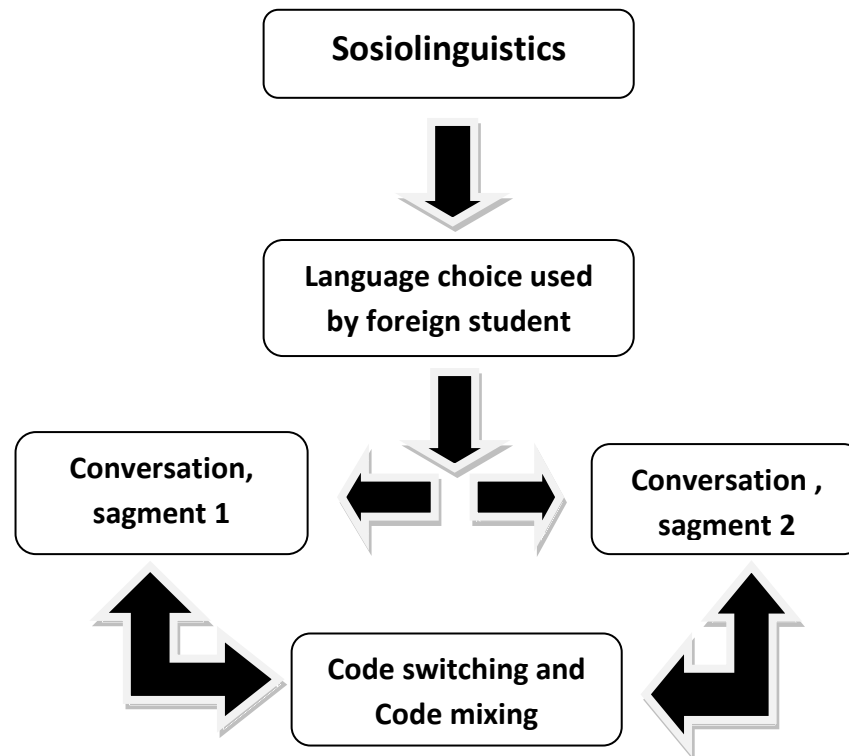 Sosiolinguistics
Language choice used
by foreign student
Conversation,
sagment 1
Conversation ,
sagment 2
Code switching and
Code mixing